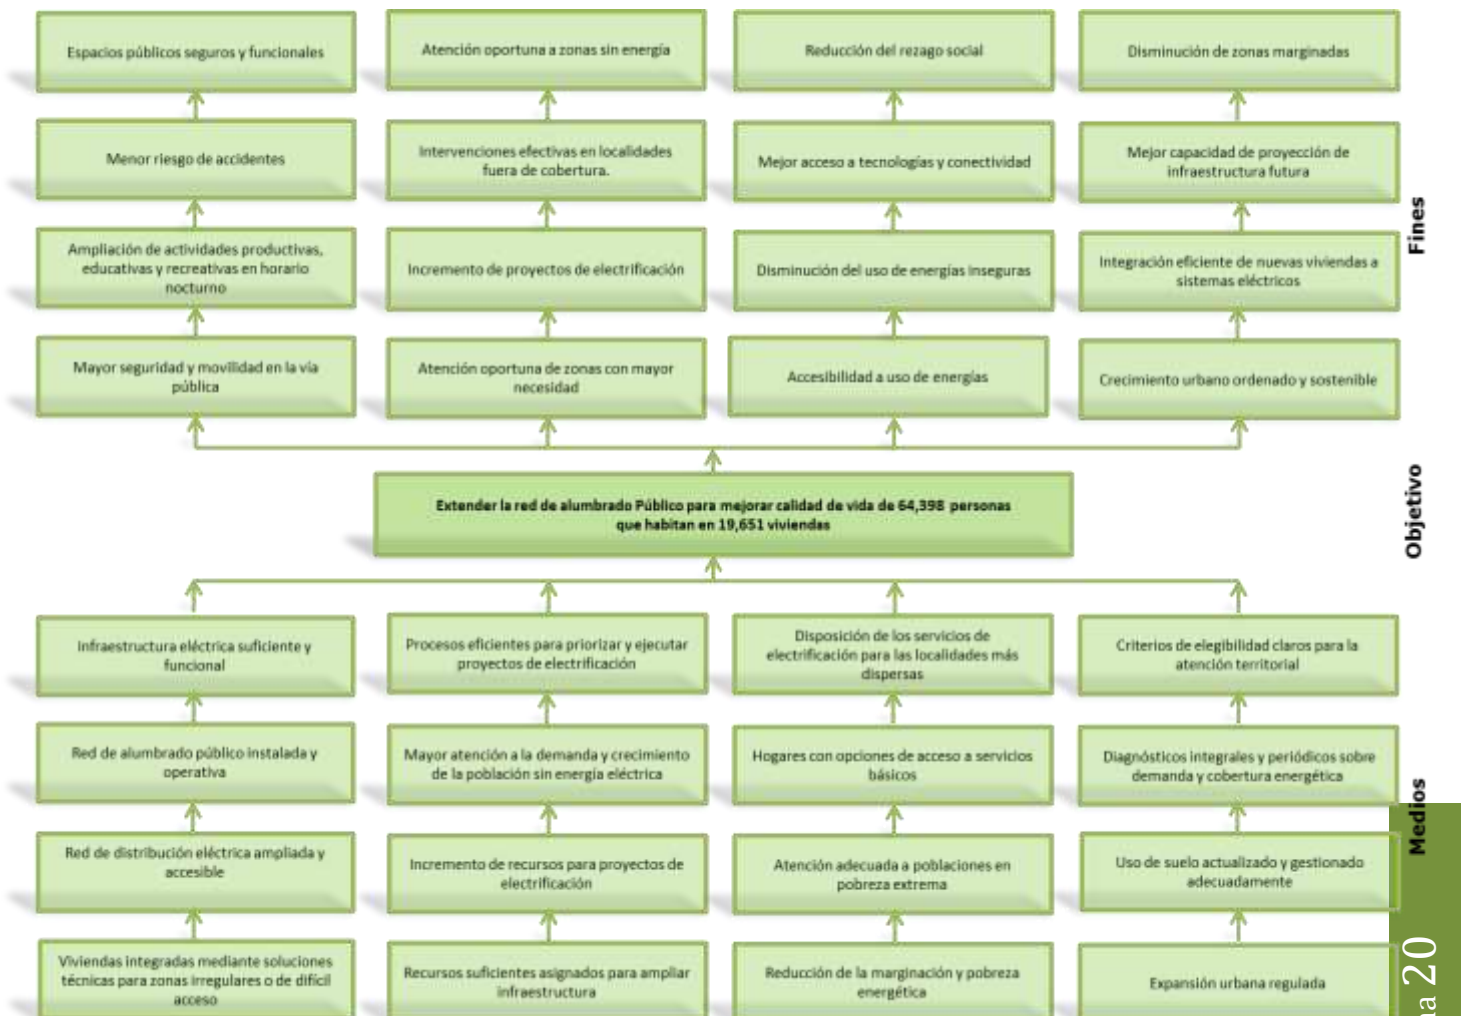 Espacios públicos seguros y funcionales
Atención oportuna a zonas sin energía
Reducción del rezago social
Disminución de zonas marginadas
Menor riesgo de accidentes
Intervenciones efectivas en localidades
fuera de cobertura.
Mejor acceso a tecnologías y conectividad
Mejor capacidad de proyección de
infraestructura futura
Ampliación de actividades productivas,
educativas y recreativas en horario
nocturno
Incremento de proyectos de electrificación
Disminución del uso de energías inseguras
Integración eficiente de nuevas viviendas a
sistemas eléctricos
Fines
Mayor seguridad y movilidad en la vía
pública
Atención oportuna de zonas con mayor
necesidad
Accesibilidad a uso de energías
Crecimiento urbano ordenado y sostenible
Extender la red de alumbrado Público para mejorar calidad de vida de 64,398 personas
que habitan en 19,651 viviendas
Objetivo
Infraestructura eléctrica suficiente y
funcional
Procesos eficientes para priorizar y ejecutar
proyectos de electrificación
Disposición de los servicios de
electrificación para las localidades más
dispersas
Criterios de elegibilidad claros para la
atención territorial
Red de alumbrado público instalada y
operativa
Mayor atención a la demanda y crecimiento
de la población sin energía eléctrica
Hogares con opciones de acceso a servicios
básicos
Diagnósticos integrales y periódicos sobre
demanda y cobertura energética
Medios
Red de distribución eléctrica ampliada y
accesible
Incremento de recursos para proyectos de
electrificación
Atención adecuada a poblaciones en
pobreza extrema
Uso de suelo actualizado y gestionado
adecuadamente
Viviendas integradas mediante soluciones
técnicas para zonas irregulares o de difícil
acceso
Recursos suficientes asignados para ampliar
infraestructura
Reducción de la marginación y pobreza
energética
Expansión urbana regulada
na 20